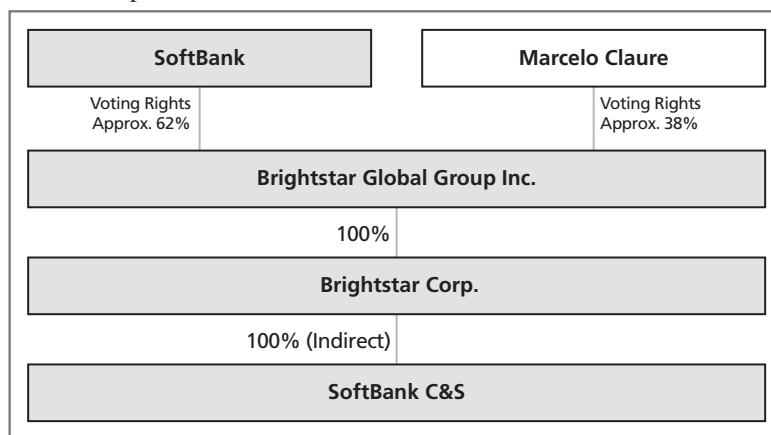 SoftBank
Marcelo Claure
Voting Rights
Approx. 62%
Voting Rights
Approx. 38%
Brightstar Global Group Inc.
100%
Brightstar Corp.
100% (Indirect)
SoftBank C&S